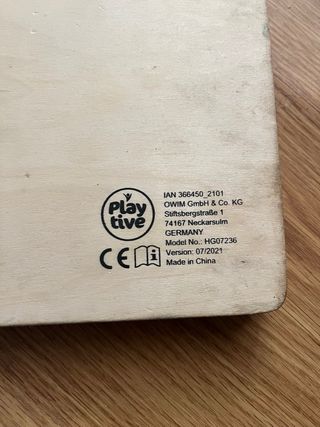 Play
tive
IAN 366450_2101
OWIM GmbH & Co. KG
Stiftsbergstraße 1
74167 Neckarsulm
GERMANY
Model No.: HG07236
Version: 07/2021
Made in China
CE
i